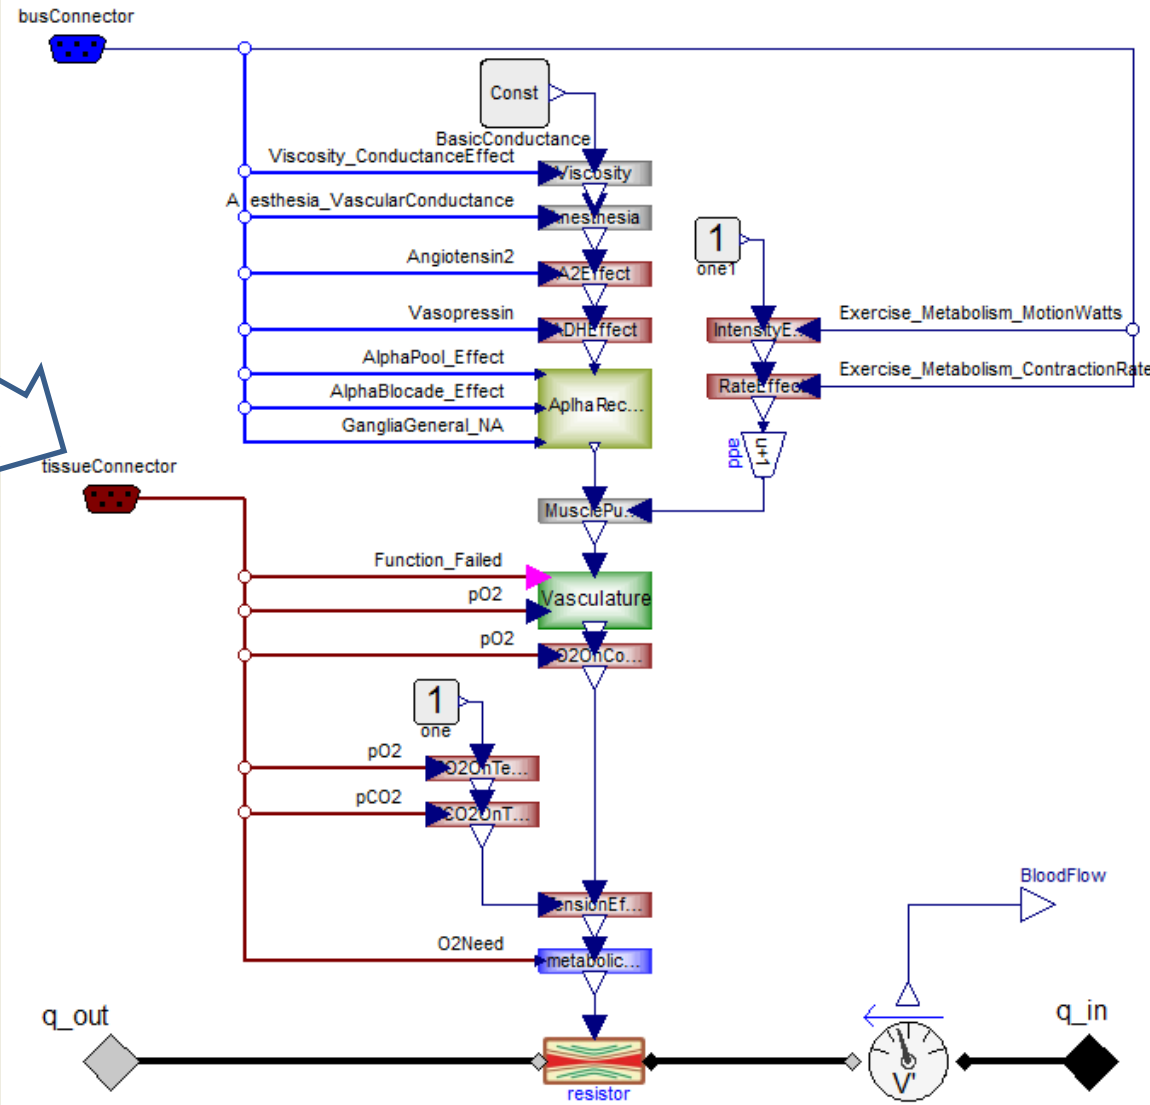 busConnector
Const
BasicConductance
Viscosity_ConductanceEffect
Viscosity
A esthesia_VascularConductance
nesthesia
Angiotensin2
A2Effect
1
one1
Vasopressin
DHEffect
Exercise_Metabolism_MotionWatts
IntensityE...
AlphaPool_Effect
Exercise_Metabolism_ContractionRate
RateEffec
AlphaBlocade_Effect
AplhaRec...
GangliaGeneral_NA
add
u+1
tissueConnector
MusclePu...
Function_Failed
pO2
Vasculature
pO2
O2OnCo...
1
one
pO2
O2OnTe...
pCO2
CO2OnT...
BloodFlow
ensionEf...
O2Need
metabolic...
q_out
q_in
V'
resistor